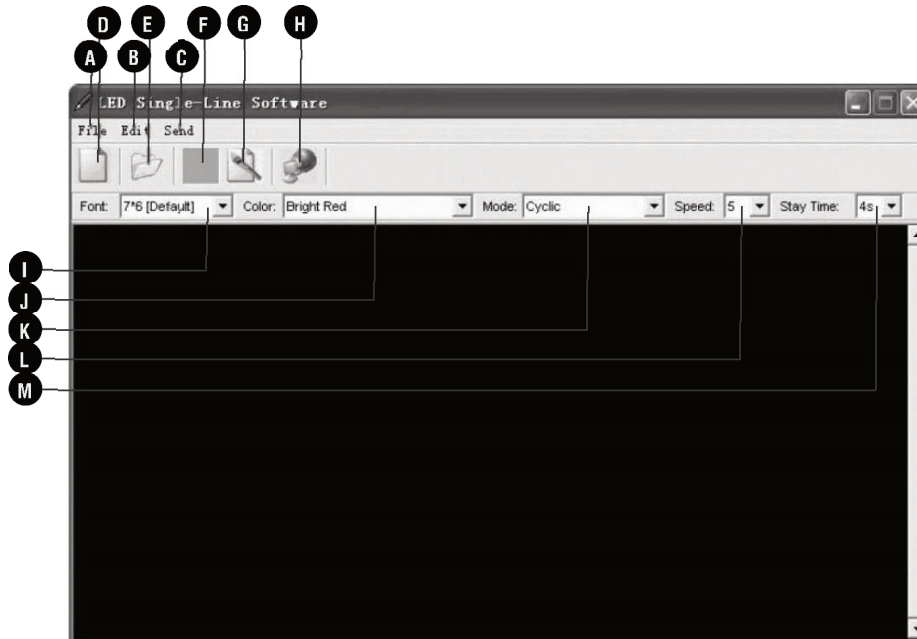 D E F G H
A B C
LED Single-Line Software
File Edit Send
Font: 7*6 [Default] Color: Bright Red Mode: Cyclic Speed: 5 Stay Time: 4s
I
J
K
L
M